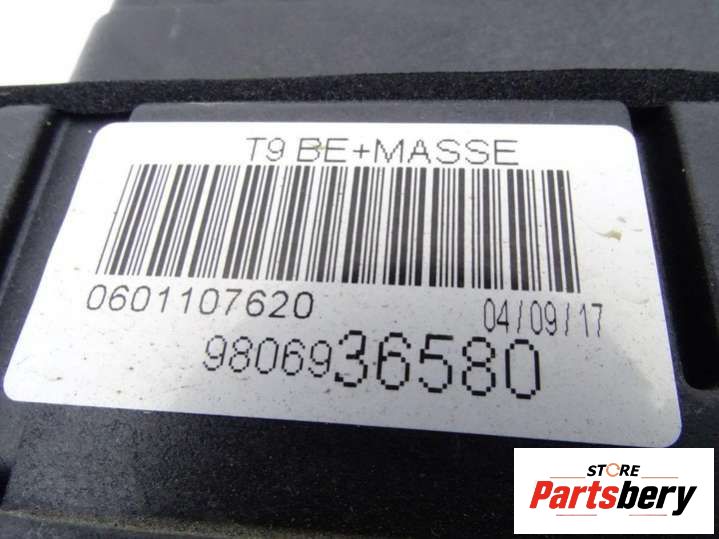 T9 BE+MASSE
0601107620
04/09/17
9806936580
STORE
Partsbery